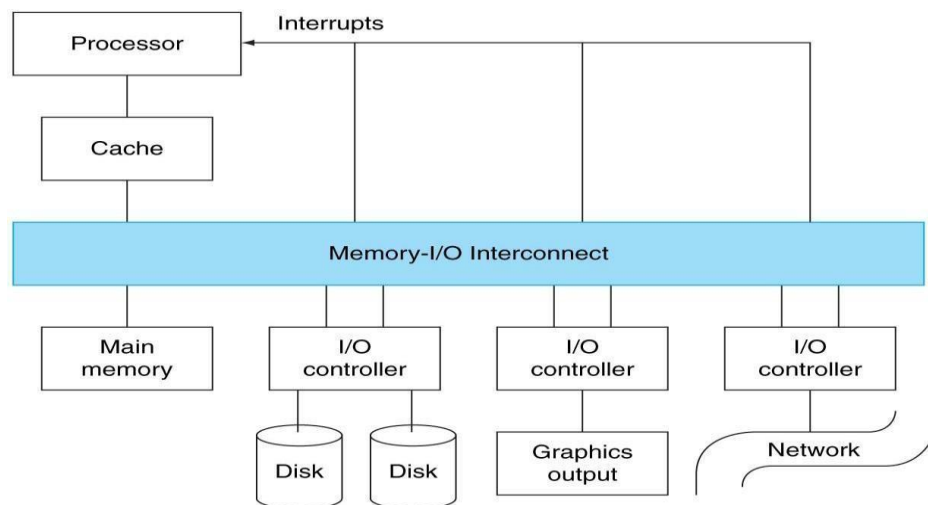 Interrupts
Processor
Cache
Memory-I/O Interconnect
Main
memory
I/O
controller
I/O
controller
I/O
controller
Disk
Disk
Graphics
output
Network